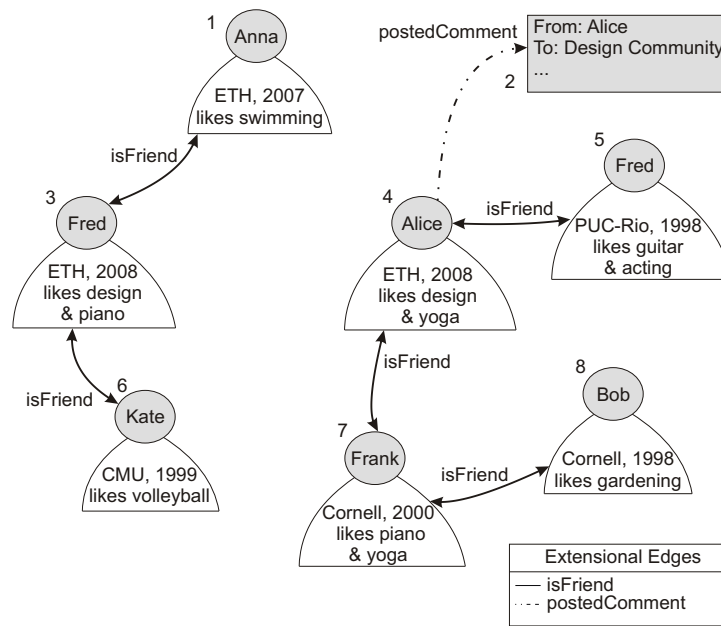 1
Anna
ETH, 2007
likes swimming
isFriend
3
Fred
ETH, 2008
likes design
& piano
isFriend
6
Kate
CMU, 1999
likes volleyball
postedComment
From: Alice
To: Design Community
...
2
4
Alice
ETH, 2008
likes design
& yoga
isFriend
5
Fred
PUC-Rio, 1998
likes guitar
& acting
isFriend
7
Frank
Cornell, 2000
likes piano
& yoga
isFriend
8
Bob
Cornell, 1998
likes gardening
Extensional Edges
isFriend
postedComment